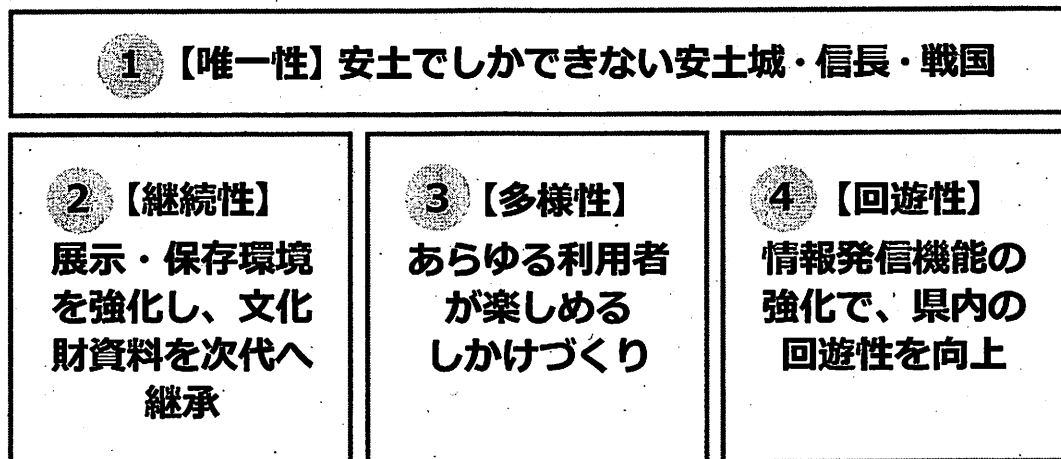 1 【唯一性】安土でしかできない安土城・信長・戦国
2 【継続性】
展示・保存環境
を強化し、文化
財資料を次代へ
継承
3 【多様性】
あらゆる利用者
が楽しめる
しかけづくり
4 【回遊性】
情報発信機能の
強化で、県内の
回遊性を向上